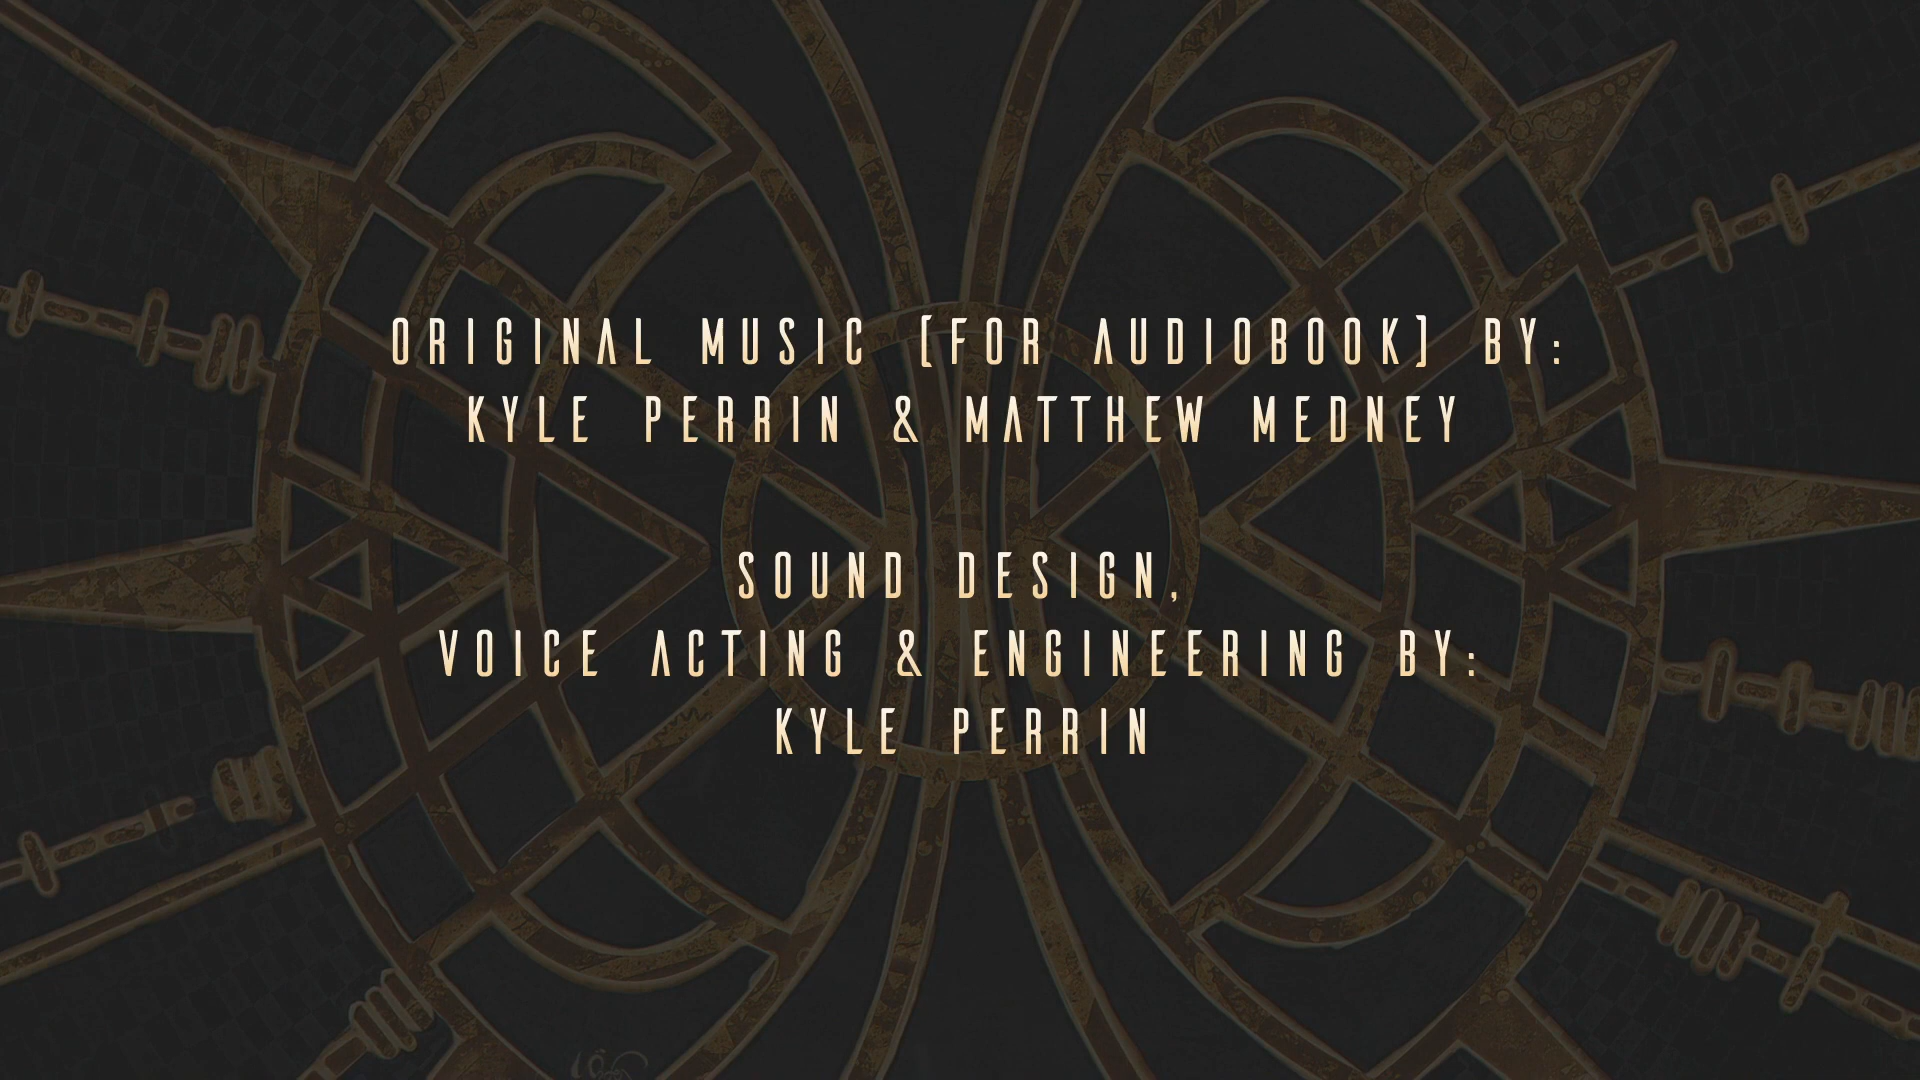 ORIGINAL MUSIC [FOR AUDIOBOOK] BY:
KYLE PERRIN & MATTHEW MEDNEY
SOUND DESIGN,
VOICE ACTING & ENGINEERING BY:
KYLE PERRIN